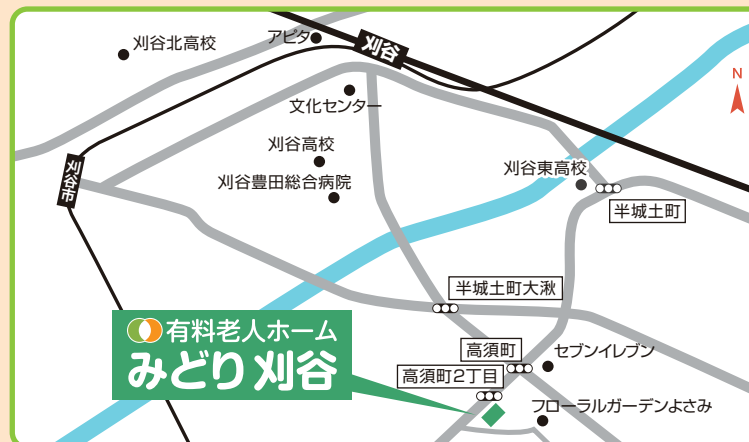 刈谷北高校
アピタ
刈谷
N
文化センター
刈谷高校
刈谷市
刈谷豊田総合病院
刈谷東高校
半城土町
半城土町大湫
有料老人ホーム
みどり 刈谷
高須町
セブンイレブン
高須町2丁目
フローラルガーデンよさみ